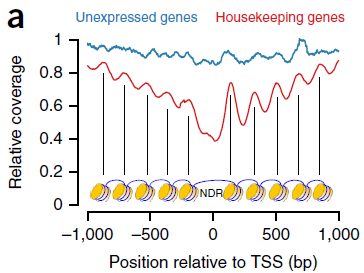 a
Unexpressed genes Housekeeping genes
Relative coverage
1
0.8
0.6
0.4
0.2
0
NDR
−1,000 −500 0 500 1,000
Position relative to TSS (bp)